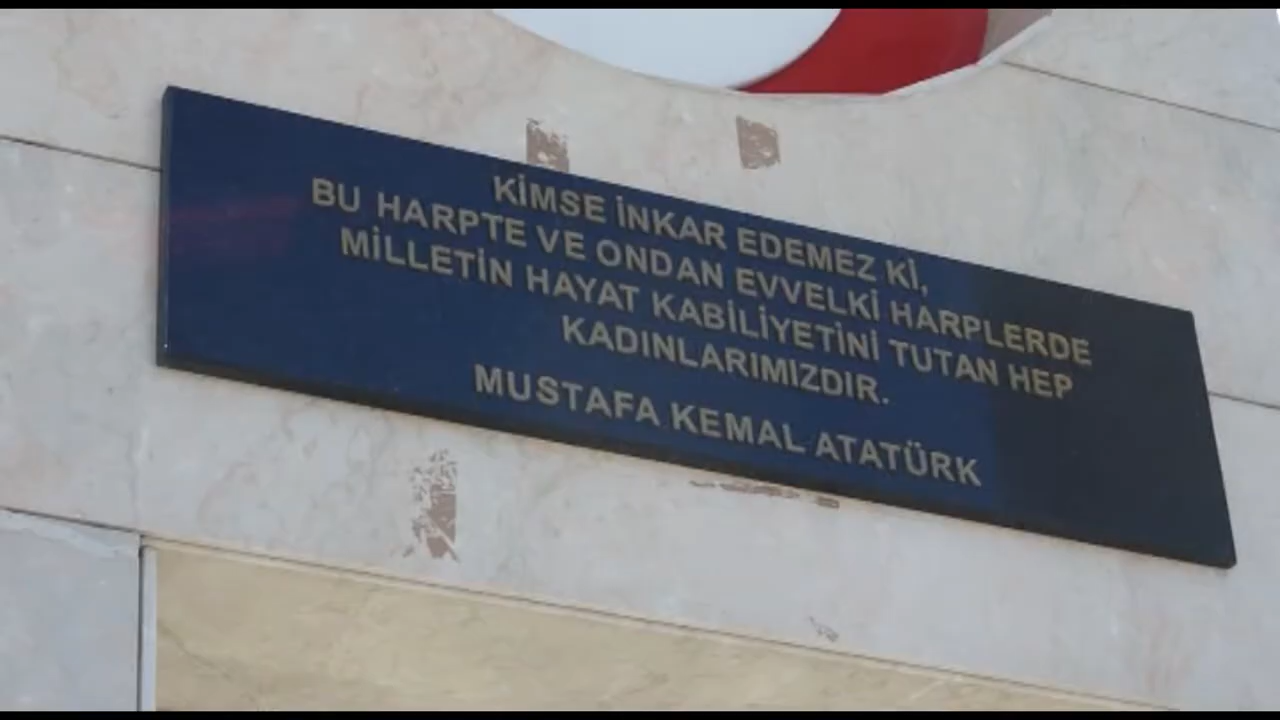 KİMSE İNKAR EDEMEZ Kİ,
BU HARPTE VE ONDAN EVVELKİ HARPLERDE
MİLLETİN HAYAT KABİLİYETİNİ TUTAN HEP
KADINLARIMIZDIR.
MUSTAFA KEMAL ATATÜRK